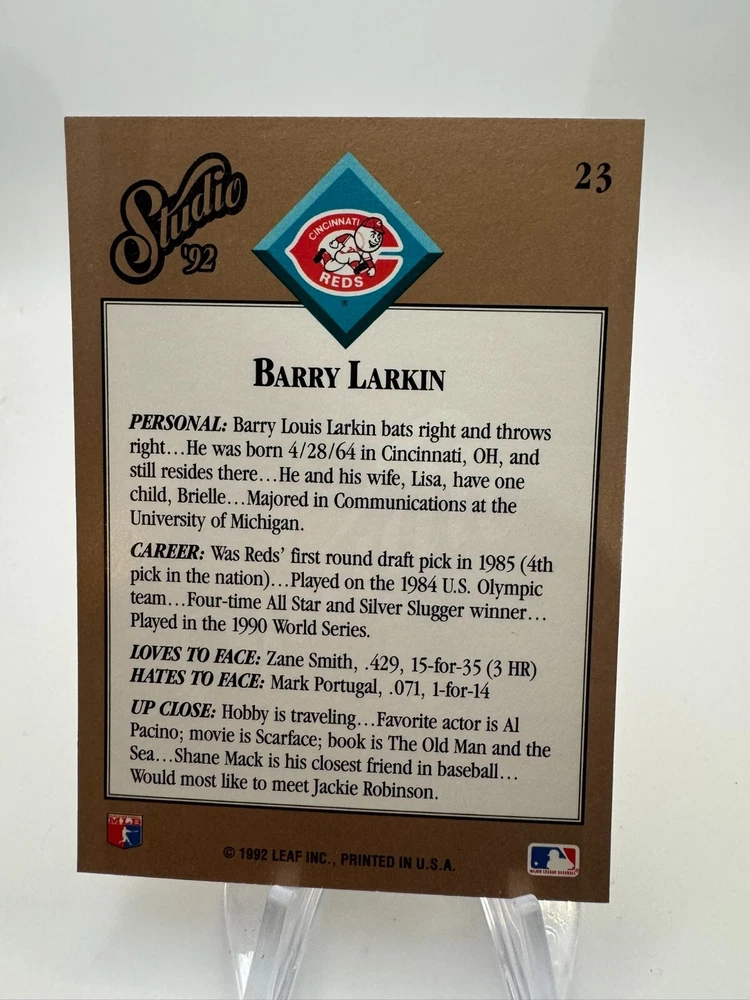 Studio
'92
23
CINCINNATI
REDS
BARRY LARKIN
PERSONAL: Barry Louis Larkin bats right and throws
right...He was born 4/28/64 in Cincinnati, OH, and
still resides there...He and his wife, Lisa, have one
child, Brielle...Majored in Communications at the
University of Michigan.
CAREER: Was Reds' first round draft pick in 1985 (4th
pick in the nation)...Played on the 1984 U.S. Olympic
team...Four-time All Star and Silver Slugger winner...
Played in the 1990 World Series.
LOVES TO FACE: Zane Smith, .429, 15-for-35 (3 HR)
HATES TO FACE: Mark Portugal, .071, 1-for-14
UP CLOSE: Hobby is traveling...Favorite actor is Al
Pacino; movie is Scarface; book is The Old Man and the
Sea...Shane Mack is his closest friend in baseball...
Would most like to meet Jackie Robinson.
© 1992 LEAF INC., PRINTED IN U.S.A.
MAJOR LEAGUE BASEBALL